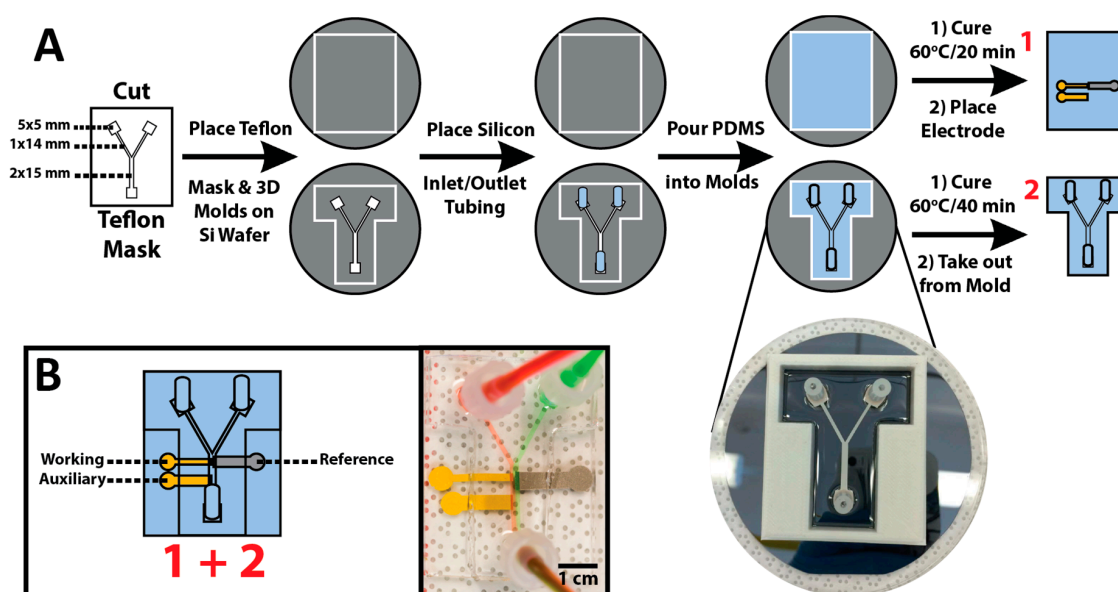 A
Cut
5x5 mm
1x14 mm
2x15 mm
Teflon
Mask
Place Teflon
Mask & 3D
Molds on
Si Wafer
Place Silicon
Inlet/Outlet
Tubing
Pour PDMS
into Molds
1) Cure
60ºC/20 min
2) Place
Electrode
1
1) Cure
60ºC/40 min
2) Take out
from Mold
2
B
Working
Auxiliary
Reference
1 + 2
1 cm